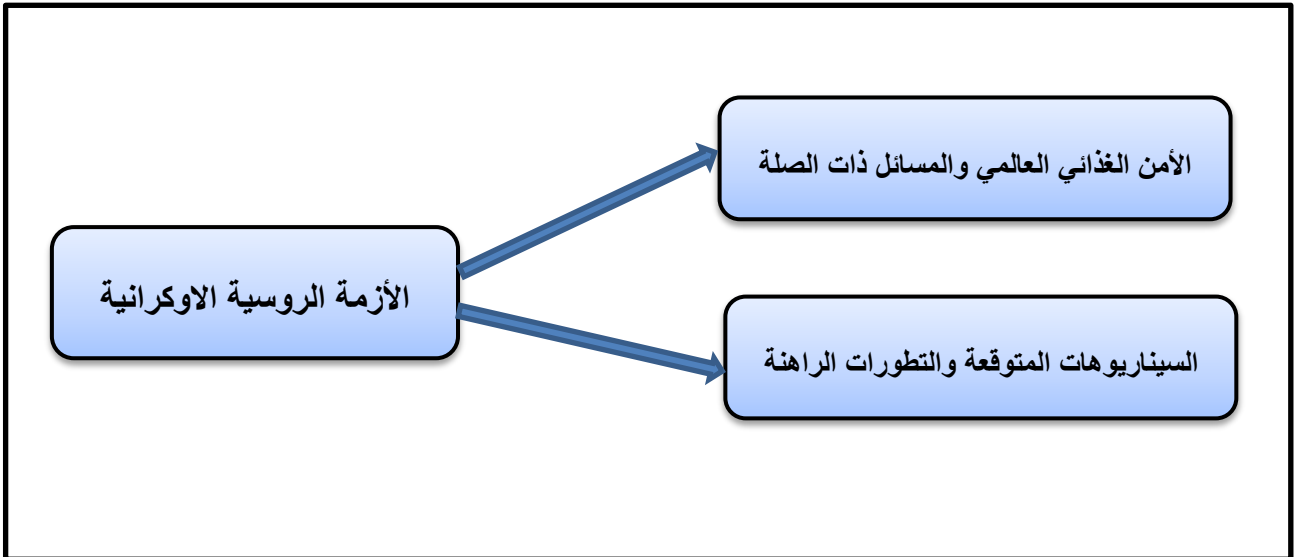 الأمن الغذائي العالمي والمسائل ذات الصلة
الأزمة الروسية الاوكرانية
السيناريوهات المتوقعة والتطورات الراهنة